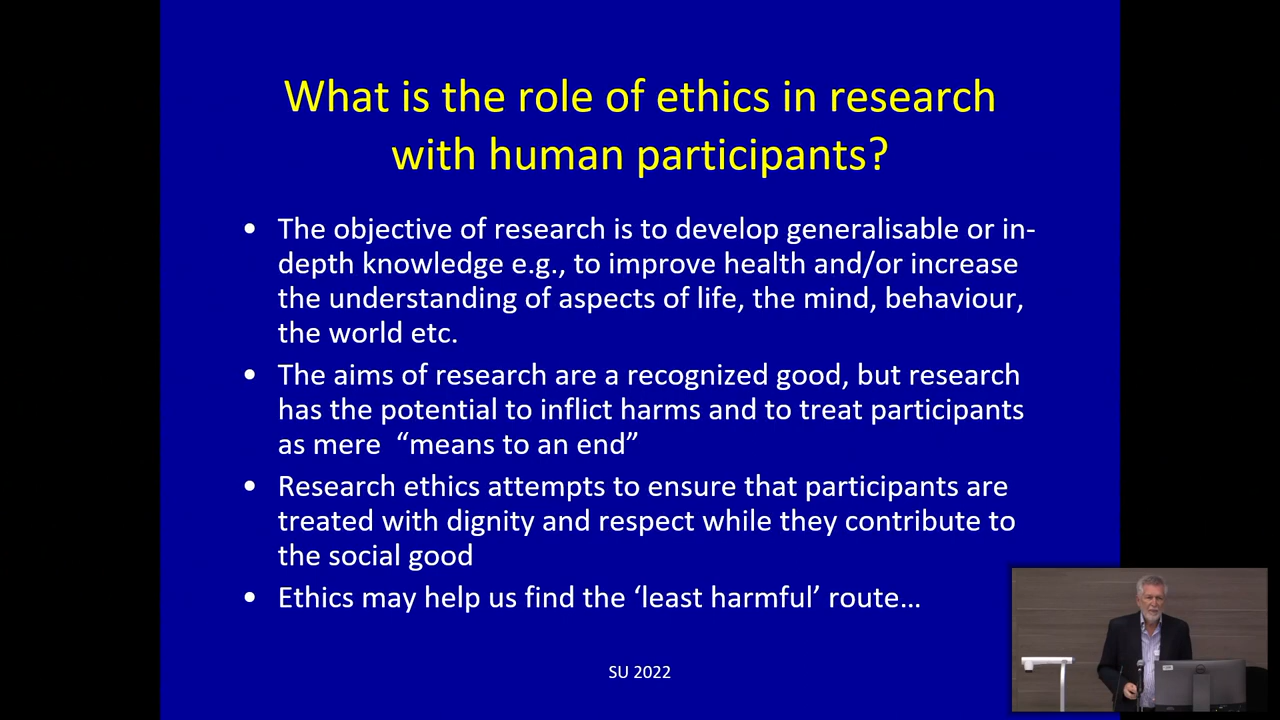 What is the role of ethics in research
with human participants?
• The objective of research is to develop generalisable or in-
depth knowledge e.g., to improve health and/or increase
the understanding of aspects of life, the mind, behaviour,
the world etc.
• The aims of research are a recognized good, but research
has the potential to inflict harms and to treat participants
as mere  “means to an end”
• Research ethics attempts to ensure that participants are
treated with dignity and respect while they contribute to
the social good
• Ethics may help us find the ‘least harmful’ route…
SU 2022